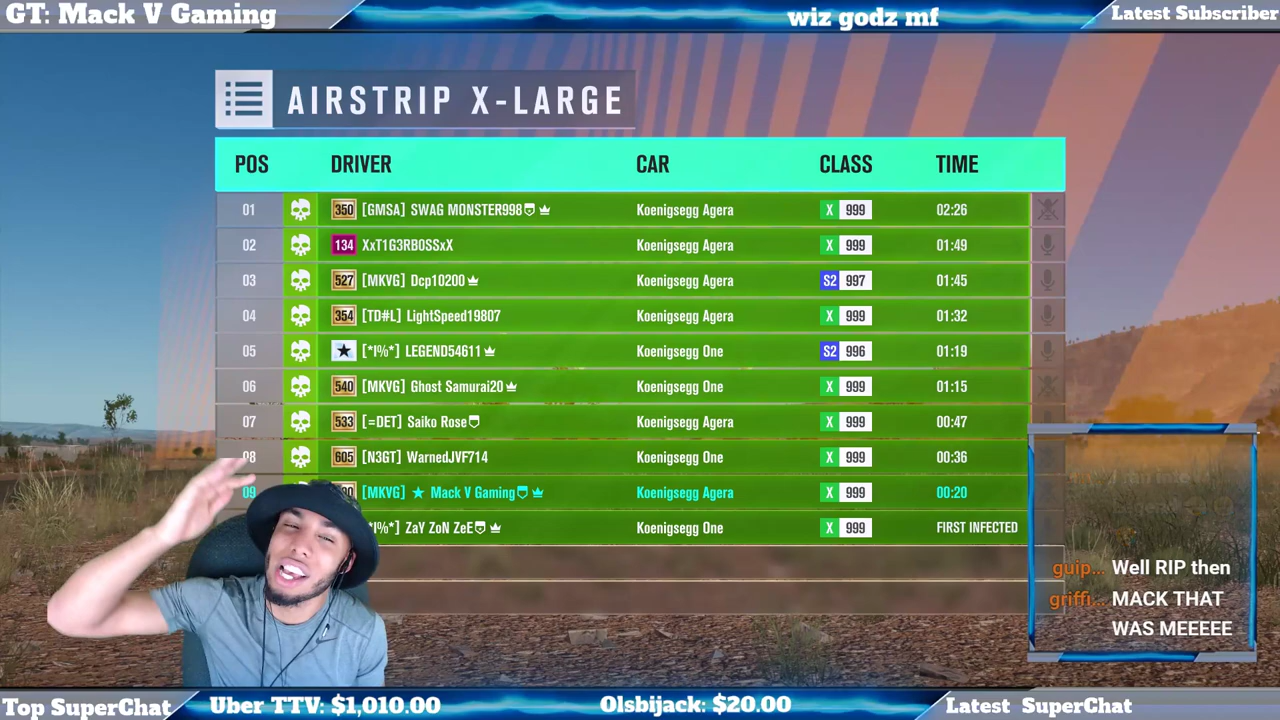 GT: Mack V Gaming
wiz godz mf
Latest Subscriber
AIRSTRIP X-LARGE
POS DRIVER CAR CLASS TIME
01 350 [GMSA] SWAG MONSTER998 Koenigsegg Agera X 999 02:26
02 134 XxT1G3RB0SSxX Koenigsegg Agera X 999 01:49
03 527 [MKVG] Dcp10200 Koenigsegg Agera S2 997 01:45
04 354 [TD#L] LightSpeed19807 Koenigsegg Agera X 999 01:32
05 [*I%*] LEGEND54611 Koenigsegg One S2 996 01:19
06 540 [MKVG] Ghost Samurai20 Koenigsegg One X 999 01:15
07 533 [=DET] Saiko Rose Koenigsegg One X 999 00:47
08 605 [N3GT] WarnedJVF714 Koenigsegg One X 999 00:36
09 [MKVG] ★ Mack V Gaming Koenigsegg Agera X 999 00:20
*I%*] ZaY ZoN ZeE Koenigsegg One X 999 FIRST INFECTED
guip... Well RIP then
griffi... MACK THAT
WAS MEEEEE
Top SuperChat
Uber TTV: $1,010.00
Olsbijack: $20.00
Latest SuperChat